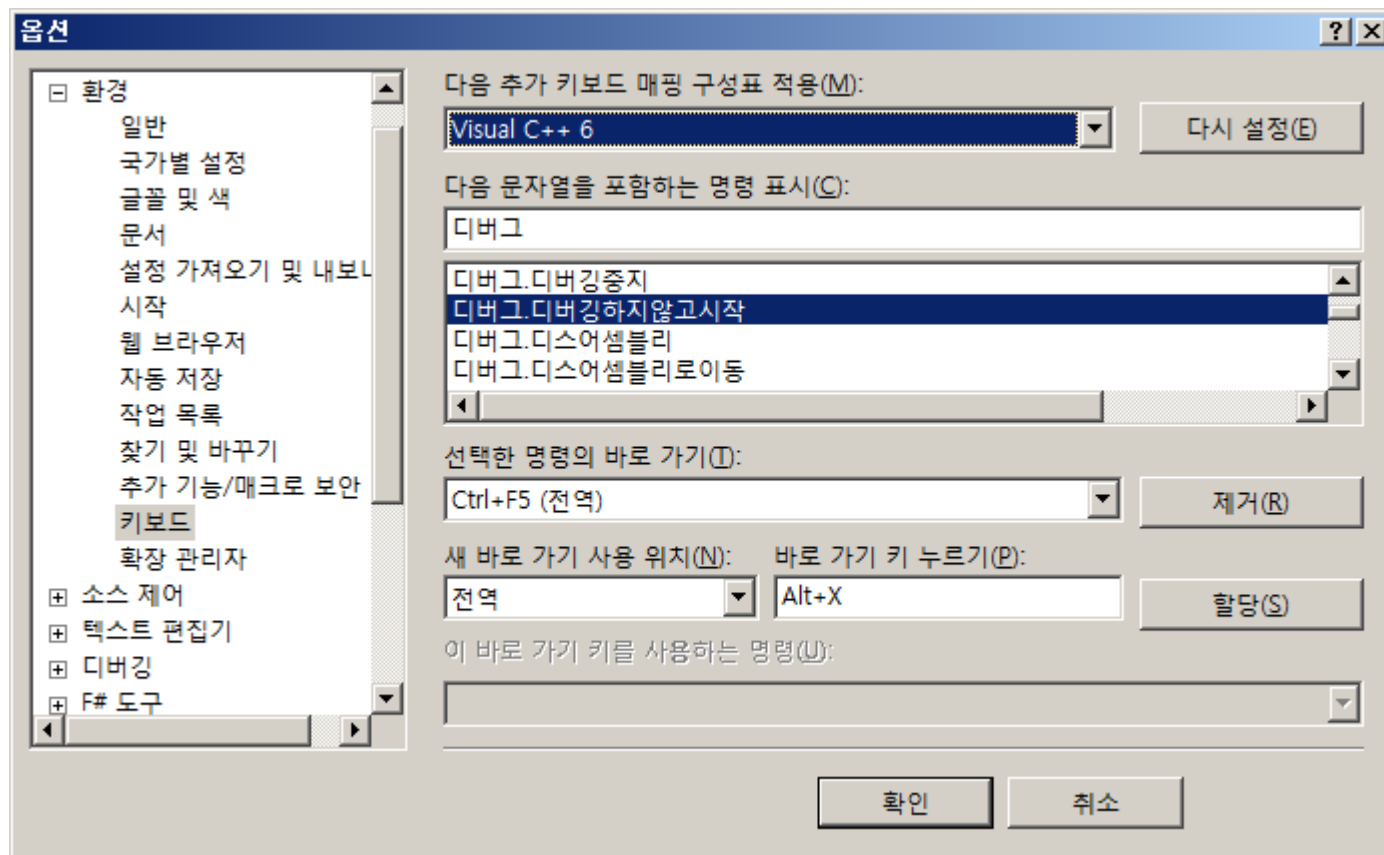 옵션
환경
일반
국가별 설정
글꼴 및 색
문서
설정 가져오기 및 내보
시작
웹 브라우저
자동 저장
작업 목록
찾기 및 바꾸기
추가 기능/매크로 보안
키보드
확장 관리자
소스 제어
텍스트 편집기
디버깅
F# 도구
다음 추가 키보드 매핑 구성표 적용(M):
Visual C++ 6
다시 설정(E)
다음 문자열을 포함하는 명령 표시(C):
디버그
디버그.디버깅중지
디버그.디버깅하지않고시작
디버그.디스어셈블리
디버그.디스어셈블리로이동
선택한 명령의 바로 가기(T):
Ctrl+F5 (전역)
제거(R)
새 바로 가기 사용 위치(N): 바로 가기 키 누르기(P):
전역 Alt+X 할당(S)
이 바로 가기 키를 사용하는 명령(U):
확인 취소